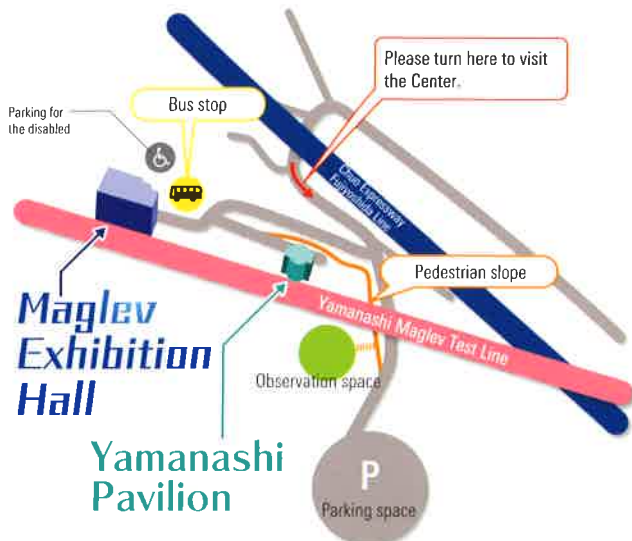 Please turn here to visit
the Center.
Bus stop
Parking for
the disabled
Chuo Expressway
Fujiyoshida Line
Pedestrian slope
Yamanashi Maglev Test Line
Maglev
Exhibition
Hall
Observation space
Yamanashi
Pavilion
P
Parking space